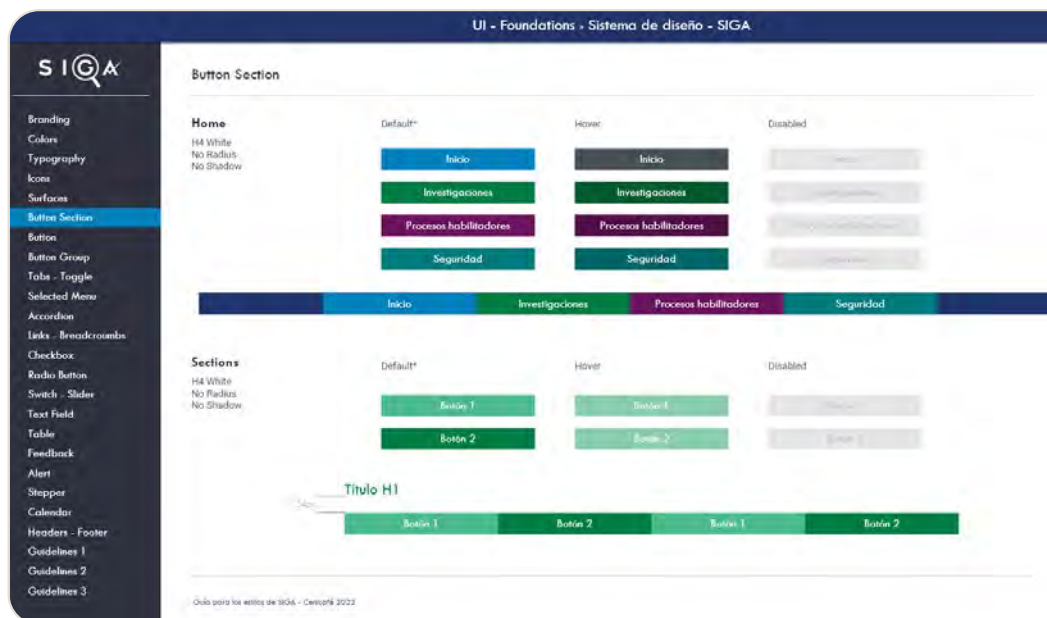 UI - Foundations - Sistema de diseño - SIGA
SIGA
Branding
Colors
Typography
Icons
Surfaces
Button Section
Button
Button Group
Tabs - Toggle
Selected Menu
Accordion
Links - Breadcroumbs
Checkbox
Radio Button
Switch - Slider
Text Field
Table
Feedback
Alert
Stepper
Calendar
Headers - Footer
Guidelines 1
Guidelines 2
Guidelines 3
Button Section
Home
H4 White
No Radius
No Shadow
Default*
Hover
Disabled
Inicio
Inicio
Investigaciones
Investigaciones
Procesos habilitadores
Procesos habilitadores
Seguridad
Seguridad
Inicio
Investigaciones
Procesos habilitadores
Seguridad
Sections
H4 White
No Radius
No Shadow
Default*
Hover
Disabled
Botón 1
Botón 1
Botón 2
Botón 2
Título H1
Botón 1
Botón 2
Botón 1
Botón 2
Guía para los estilos de SIGA - Cenicafé 2022